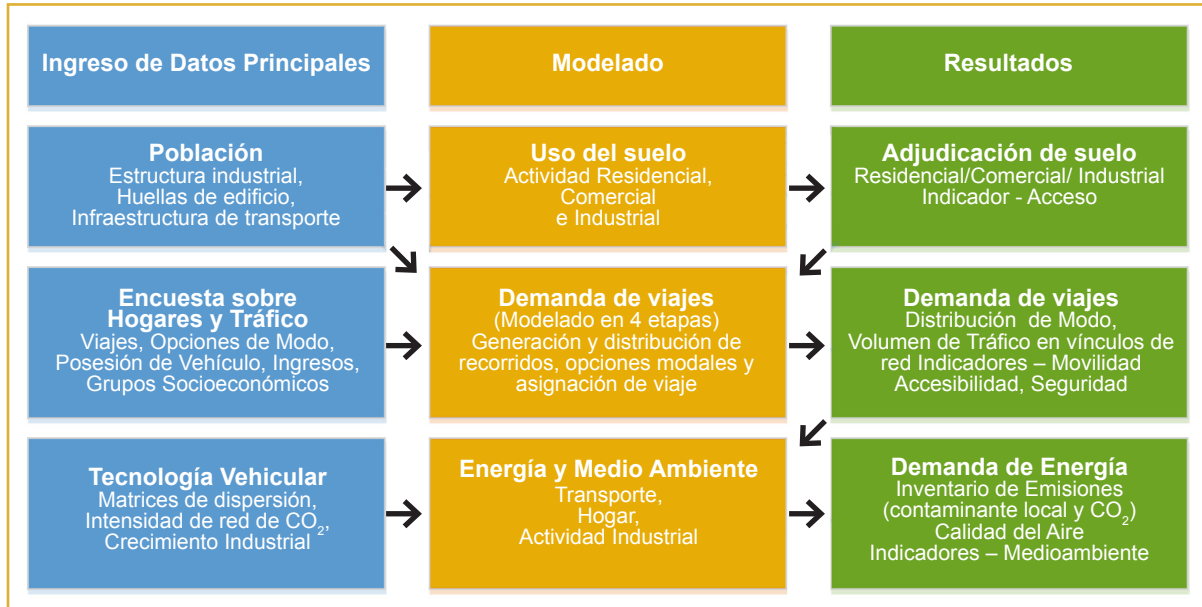 Ingreso de Datos Principales
Modelado
Resultados
Población
Estructura industrial,
Huellas de edificio,
Infraestructura de transporte
Uso del suelo
Actividad Residencial,
Comercial
e Industrial
Adjudicación de suelo
Residencial/Comercial/ Industrial
Indicador - Acceso
Encuesta sobre
Hogares y Tráfico
Viajes, Opciones de Modo,
Posesión de Vehículo, Ingresos,
Grupos Socioeconómicos
Demanda de viajes
(Modelado en 4 etapas)
Generación y distribución de
recorridos, opciones modales y
asignación de viaje
Demanda de viajes
Distribución de Modo,
Volumen de Tráfico en vínculos de
red Indicadores – Movilidad
Accesibilidad, Seguridad
Tecnología Vehicular
Matrices de dispersión,
Intensidad de red de CO₂,
Crecimiento Industrial
Energía y Medio Ambiente
Transporte,
Hogar,
Actividad Industrial
Demanda de Energía
Inventario de Emisiones
(contaminante local y CO₂)
Calidad del Aire
Indicadores – Medioambiente